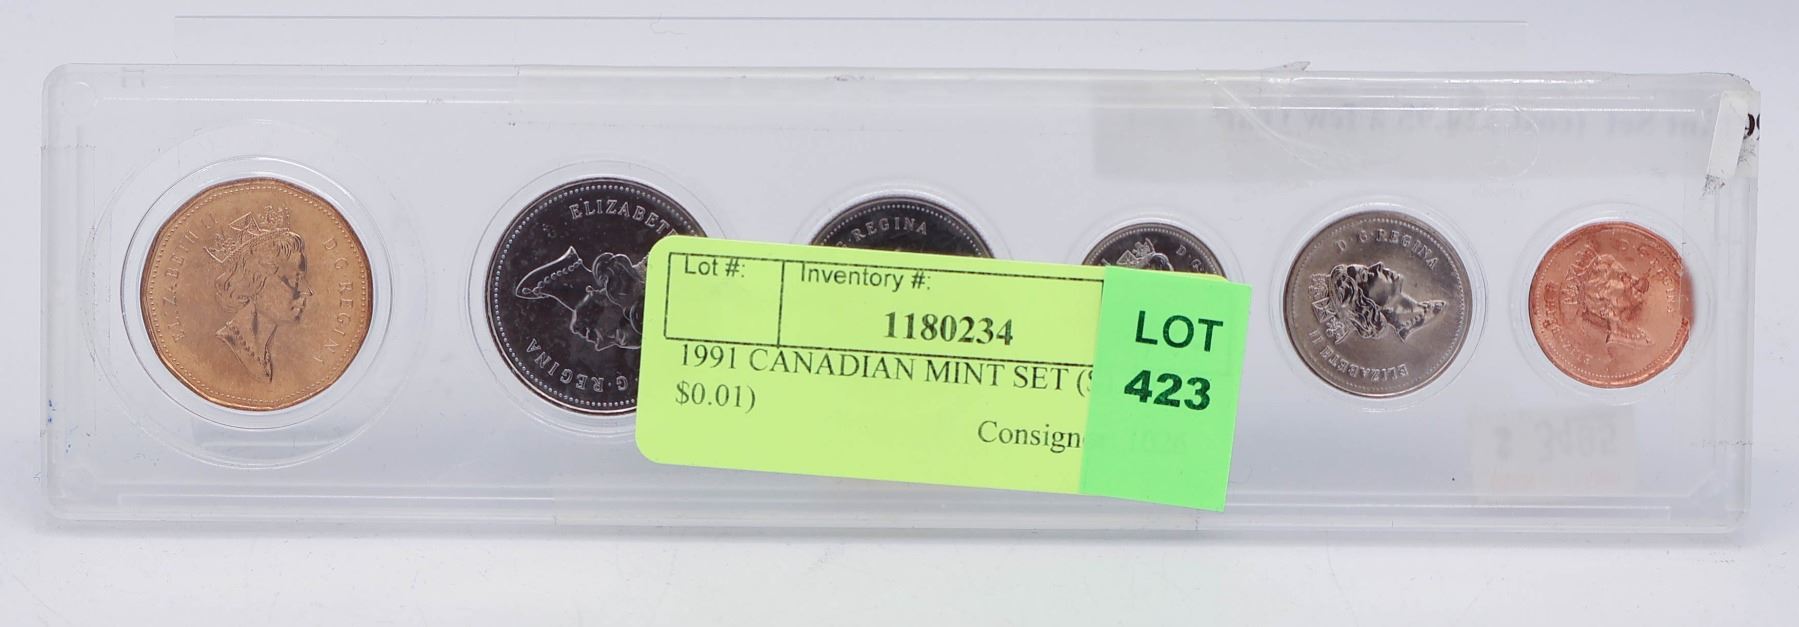 ELIZABETH II D·G·REGINA
ELIZABETH
D·G·REGINA
G·REGINA
D·G
ELIZABETH II D·G·REGINA
D·G·REGINA
Lot #:
Inventory #:
1180234
1991 CANADIAN MINT SET (
$0.01)
Consign
LOT
423